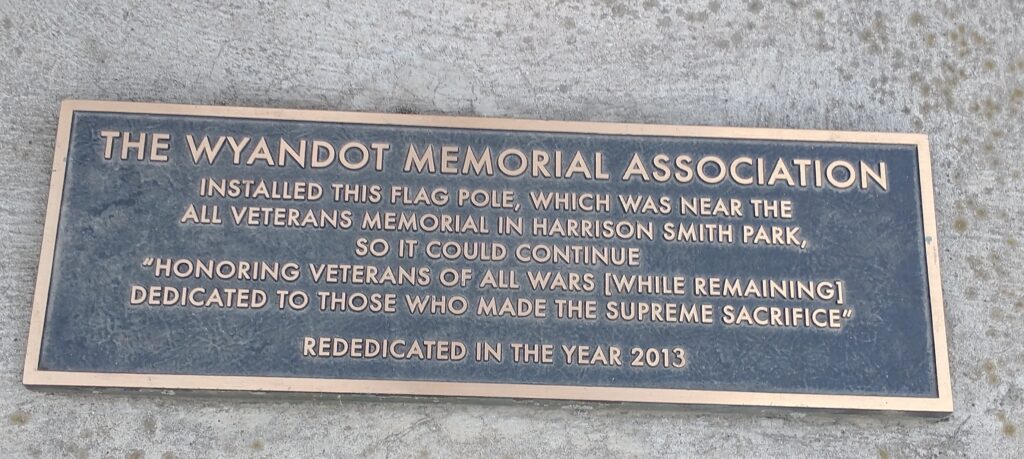 THE WYANDOT MEMORIAL ASSOCIATION
INSTALLED THIS FLAG POLE, WHICH WAS NEAR THE
ALL VETERANS MEMORIAL IN HARRISON SMITH PARK,
SO IT COULD CONTINUE
"HONORING VETERANS OF ALL WARS [WHILE REMAINING]
DEDICATED TO THOSE WHO MADE THE SUPREME SACRIFICE"
REDEDICATED IN THE YEAR 2013